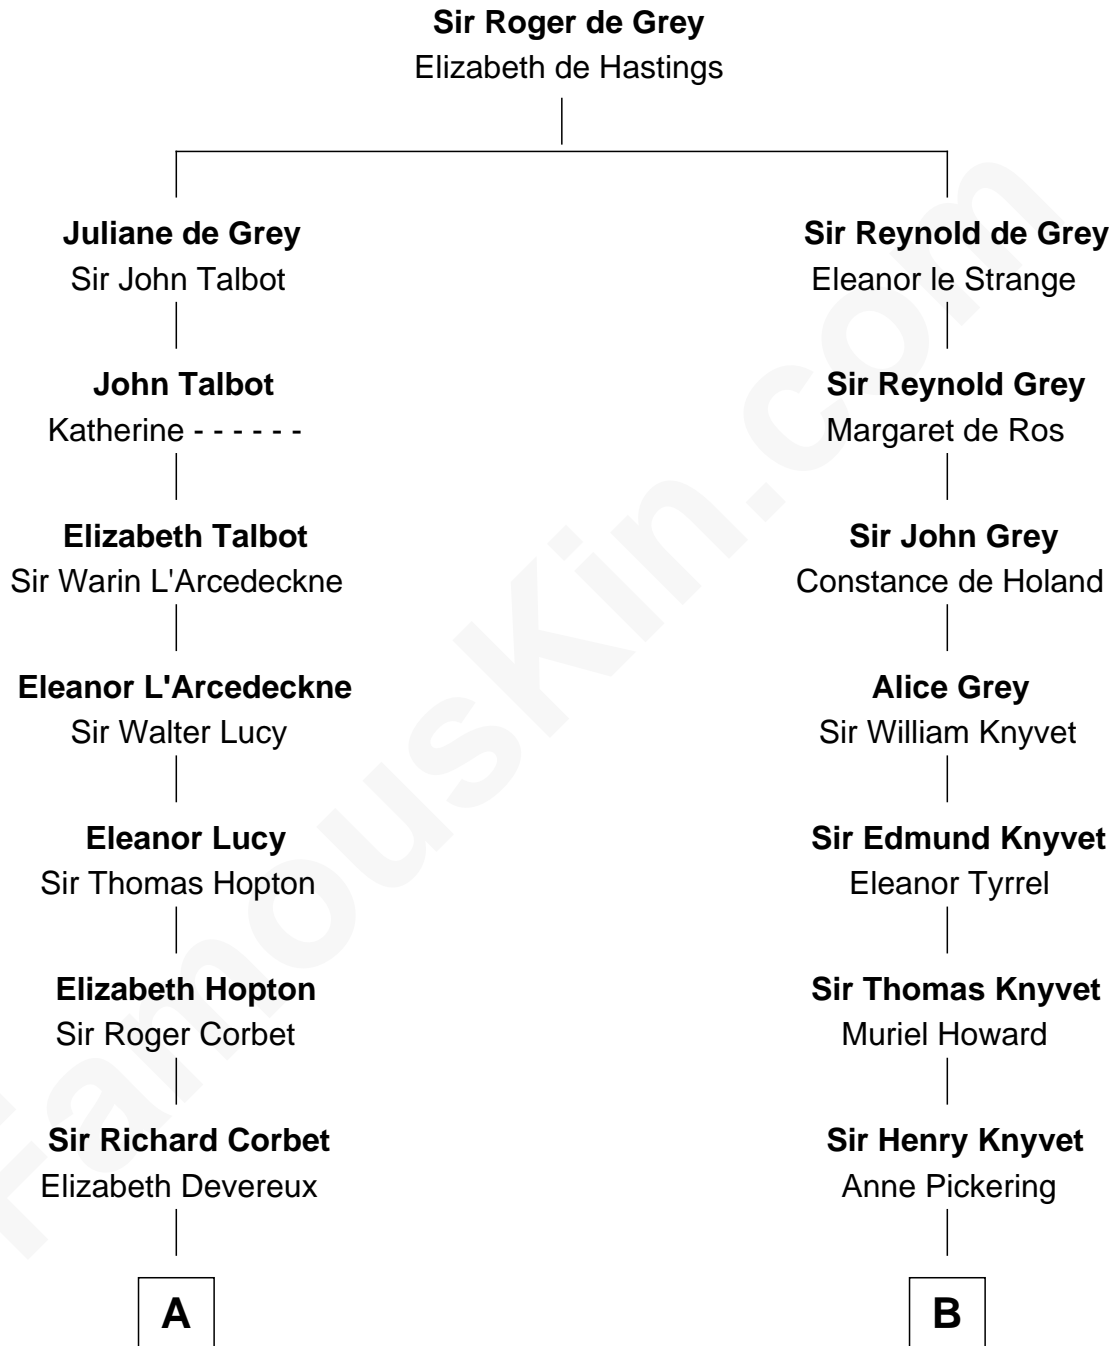 Sir Roger de Grey
Elizabeth de Hastings
Juliane de Grey
Sir John Talbot
Sir Reynold de Grey
Eleanor le Strange
John Talbot
Katherine - - - - - -
Sir Reynold Grey
Margaret de Ros
Elizabeth Talbot
Sir Warin L'Arcedeckne
Sir John Grey
Constance de Holand
Eleanor L'Arcedeckne
Sir Walter Lucy
Alice Grey
Sir William Knyvet
Eleanor Lucy
Sir Thomas Hopton
Sir Edmund Knyvet
Eleanor Tyrrel
Elizabeth Hopton
Sir Roger Corbet
Sir Thomas Knyvet
Muriel Howard
Sir Richard Corbet
Elizabeth Devereux
Sir Henry Knyvet
Anne Pickering
A
B
FamousKin.com